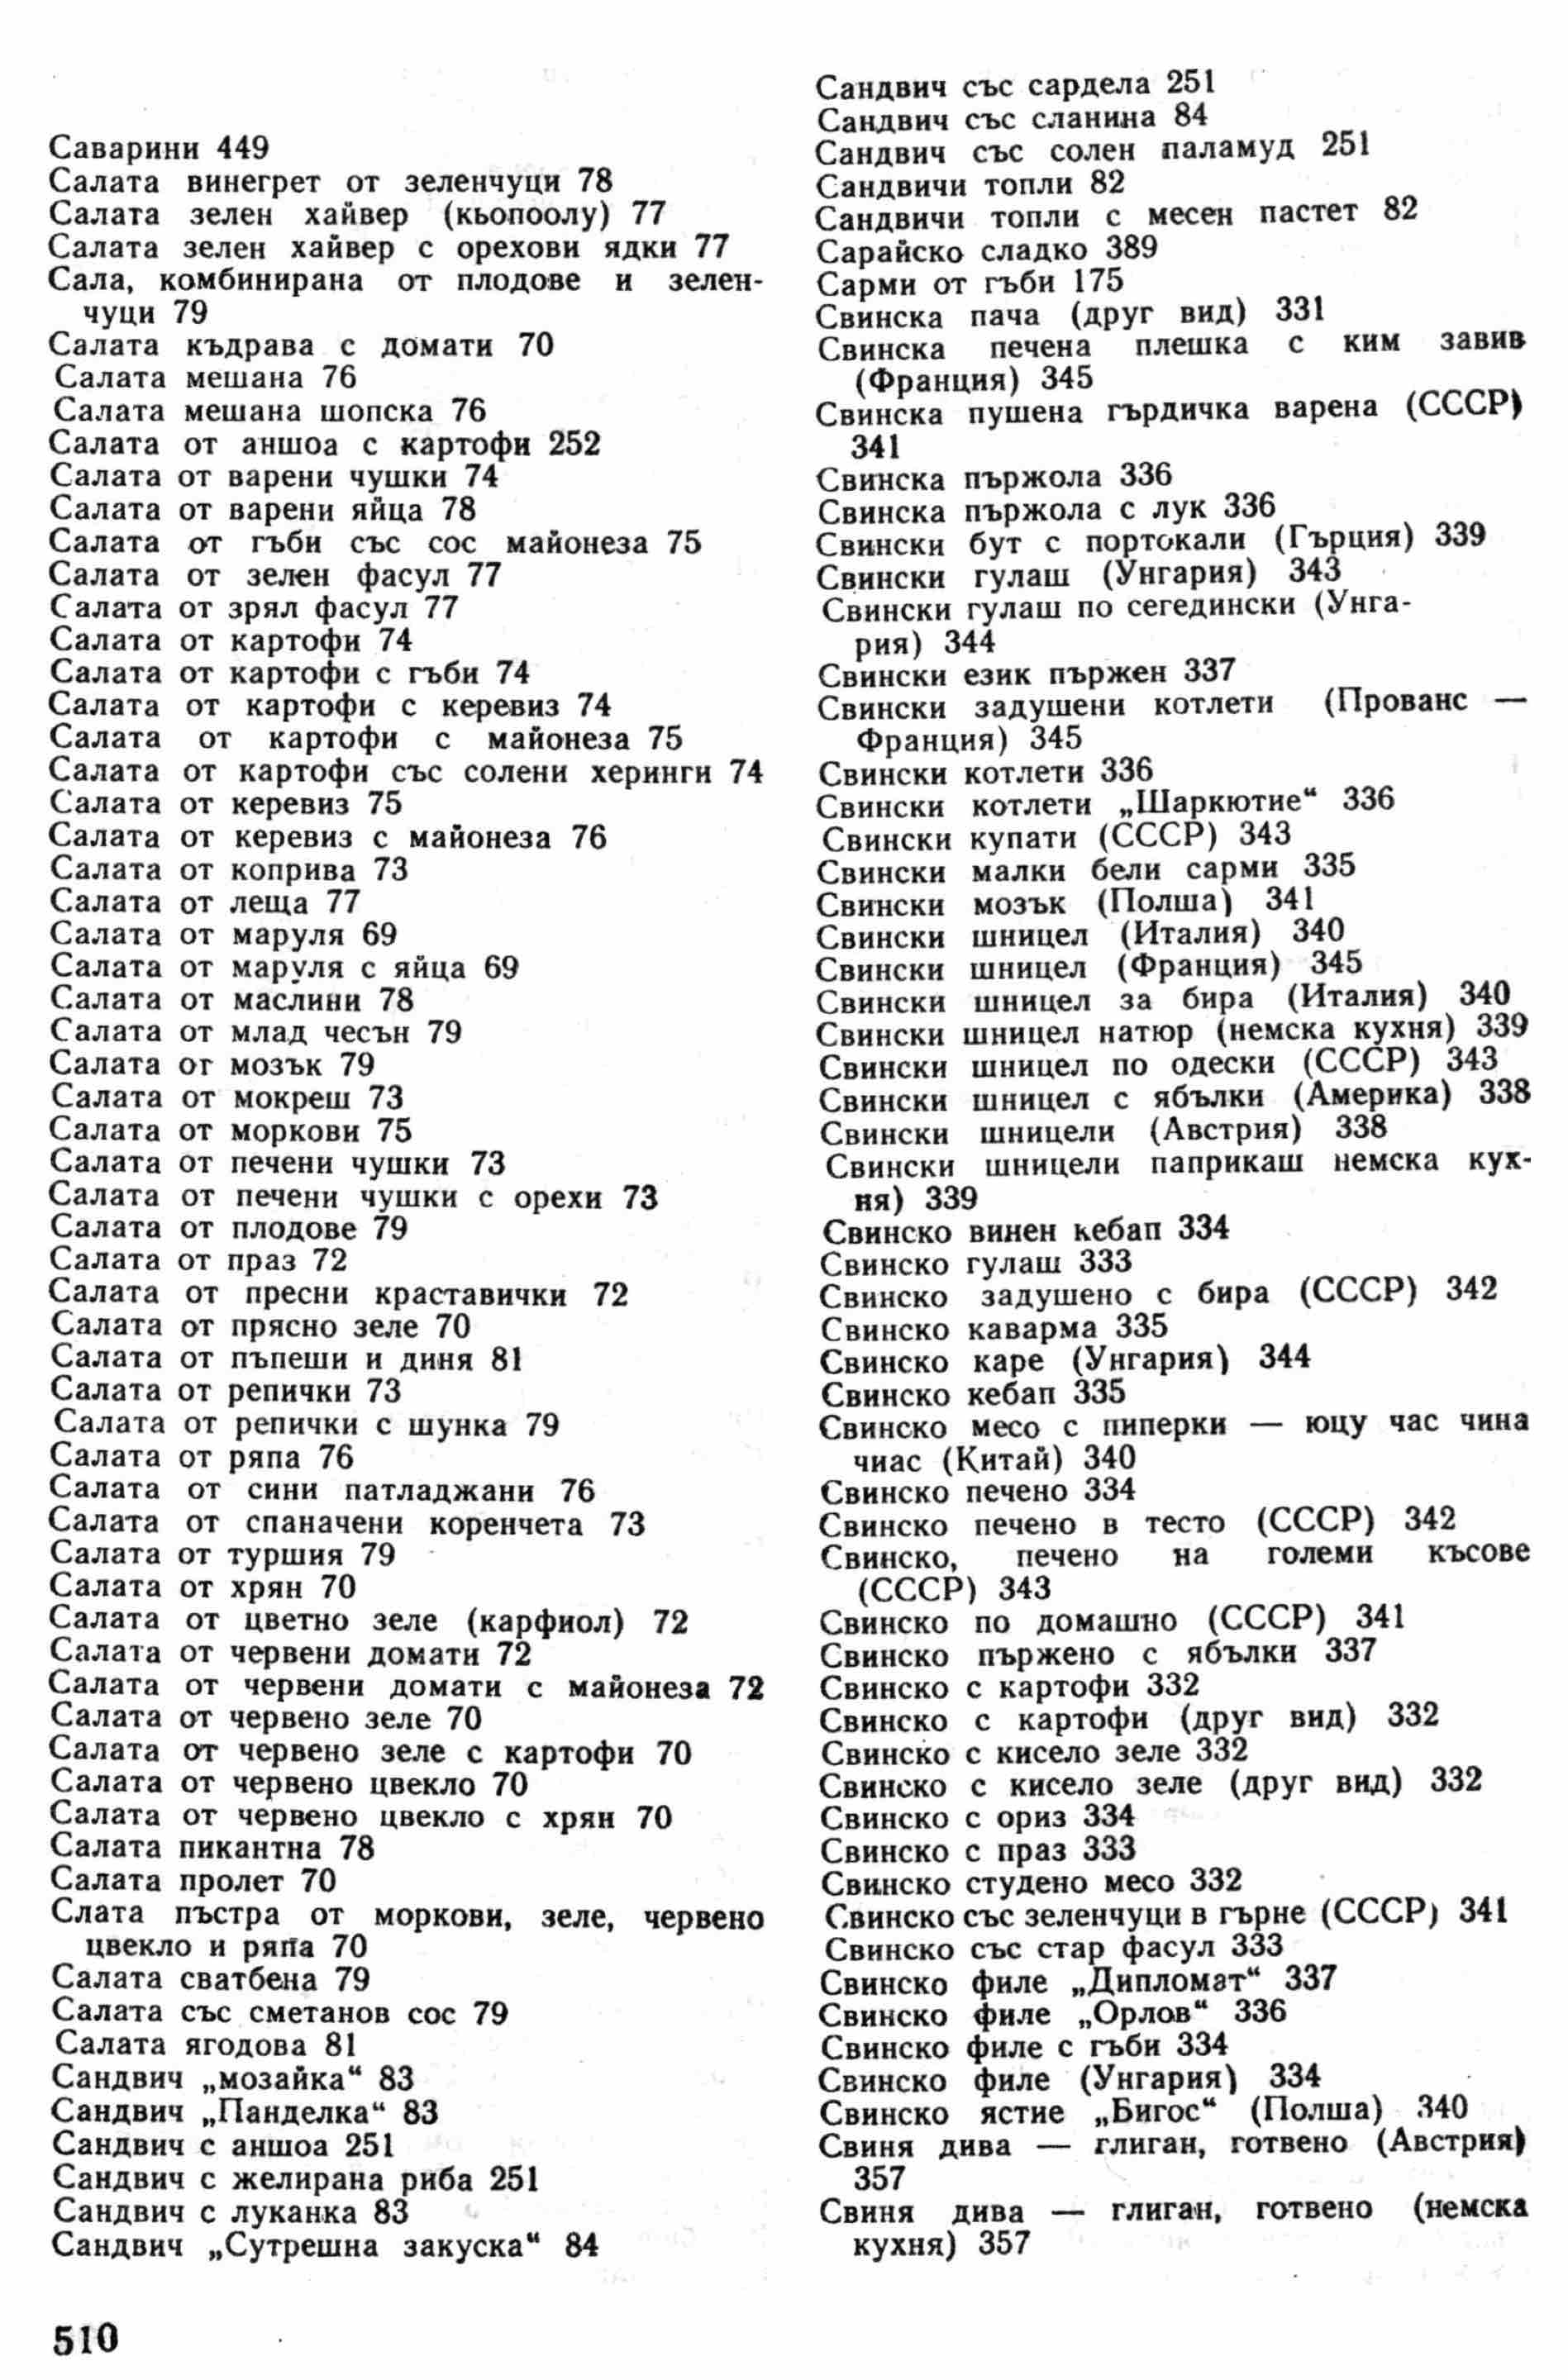 Саварини 449
Салата винегрет от зеленчуци 78
Салата зелен хайвер (кьопоолу) 77
Салата зелен хайвер с орехови ядки 77
Сала, комбинирана от плодове и зелен-
чуци 79
Салата къдрава с домати 70
Салата мешана 76
Салата мешана шопска 76
Салата от аншоа с картофи 252
Салата от варени чушки 74
Салата от варени яйца 78
Салата от гъби със сос майонеза 75
Салата от зелен фасул 77
Салата от зрял фасул 77
Салата от картофи 74
Салата от картофи с гъби 74
Салата от картофи с керевиз 74
Салата от картофи с майонеза 75
Салата от картофи със солени херинги 74
Салата от керевиз 75
Салата от керевиз с майонеза 76
Салата от коприва 73
Салата от леща 77
Салата от маруля 69
Салата от маруля с яйца 69
Салата от маслини 78
Салата от млад чесън 79
Салата от мозък 79
Салата от мокреш 73
Салата от моркови 75
Салата от печени чушки 73
Салата от печени чушки с орехи 73
Салата от плодове 79
Салата от праз 72
Салата от пресни краставички 72
Салата от прясно зеле 70
Салата от пъпеши и диня 81
Салата от репички 73
Салата от репички с шунка 79
Салата от ряпа 76
Салата от сини патладжани 76
Салата от спаначени коренчета 73
Салата от туршия 79
Салата от хрян 70
Салата от цветно зеле (карфиол) 72
Салата от червени домати 72
Салата от червени домати с майонеза 72
Салата от червено зеле 70
Салата от червено зеле с картофи 70
Салата от червено цвекло 70
Салата от червено цвекло с хрян 70
Салата пикантна 78
Салата пролет 70
Слата пъстра от моркови, зеле, червено
цвекло и ряпа 70
Салата сватбена 79
Салата със сметанов сос 79
Салата ягодова 81
Сандвич „мозайка“ 83
Сандвич „Панделка“ 83
Сандвич с аншоа 251
Сандвич с желирана риба 251
Сандвич с луканка 83
Сандвич „Сутрешна закуска“ 84
Сандвич със сардела 251
Сандвич със сланина 84
Сандвич със солен паламуд 251
Сандвичи топли 82
Сандвичи топли с месен пастет 82
Сарайско сладко 389
Сарми от гъби 175
Свинска пача (друг вид) 331
Свинска печена плешка с ким завив
(Франция) 345
Свинска пушена гърдичка варена (СССР)
341
Свинска пържола 336
Свинска пържола с лук 336
Свински бут с портокали (Гърция) 339
Свински гулаш (Унгария) 343
Свински гулаш по сегедински (Унга-
рия) 344
Свински език пържен 337
Свински задушени котлети (Прованс —
Франция) 345
Свински котлети 336
Свински котлети „Шаркютие“ 336
Свински купати (СССР) 343
Свински малки бели сарми 335
Свински мозък (Полша) 341
Свински шницел (Италия) 340
Свински шницел (Франция) 345
Свински шницел за бира (Италия) 340
Свински шницел натюр (немска кухня) 339
Свински шницел по одески (СССР) 343
Свински шницел с ябълки (Америка) 338
Свински шницели (Австрия) 338
Свински шницели паприкаш немска кух-
ня) 339
Свинско винен кебап 334
Свинско гулаш 333
Свинско задушено с бира (СССР) 342
Свинско каварма 335
Свинско каре (Унгария) 344
Свинско кебап 335
Свинско месо с пиперки — юцу час чина
чиас (Китай) 340
Свинско печено 334
Свинско печено в тесто (СССР) 342
Свинско, печено на големи късове
(СССР) 343
Свинско по домашно (СССР) 341
Свинско пържено с ябълки 337
Свинско с картофи 332
Свинско с картофи (друг вид) 332
Свинско с кисело зеле 332
Свинско с кисело зеле (друг вид) 332
Свинско с ориз 334
Свинско с праз 333
Свинско студено месо 332
Свинско със зеленчуци в гърне (СССР) 341
Свинско със стар фасул 333
Свинско филе „Дипломат“ 337
Свинско филе „Орлов“ 336
Свинско филе с гъби 334
Свинско филе (Унгария) 334
Свинско ястие „Бигос“ (Полша) 340
Свиня дива — глиган, готвено (Австрия)
357
Свиня дива — глиган, готвено (немска
кухня) 357
510